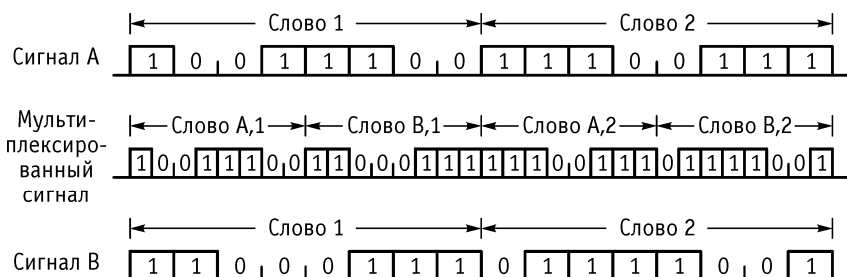 Слово 1 Слово 2
Сигнал А 1 0 0 1 1 1 0 0 1 1 1 0 0 1 1 1
Мульти-
плексиро-
ванный
сигнал
Слово А,1 Слово В,1 Слово А,2 Слово В,2
1 0 0 1 1 1 0 0 1 1 0 0 0 1 1 1 1 1 1 0 0 1 1 1 0 1 1 1 1 0 0 1
Слово 1 Слово 2
Сигнал В 1 1 0 0 0 1 1 1 0 1 1 1 1 0 0 1